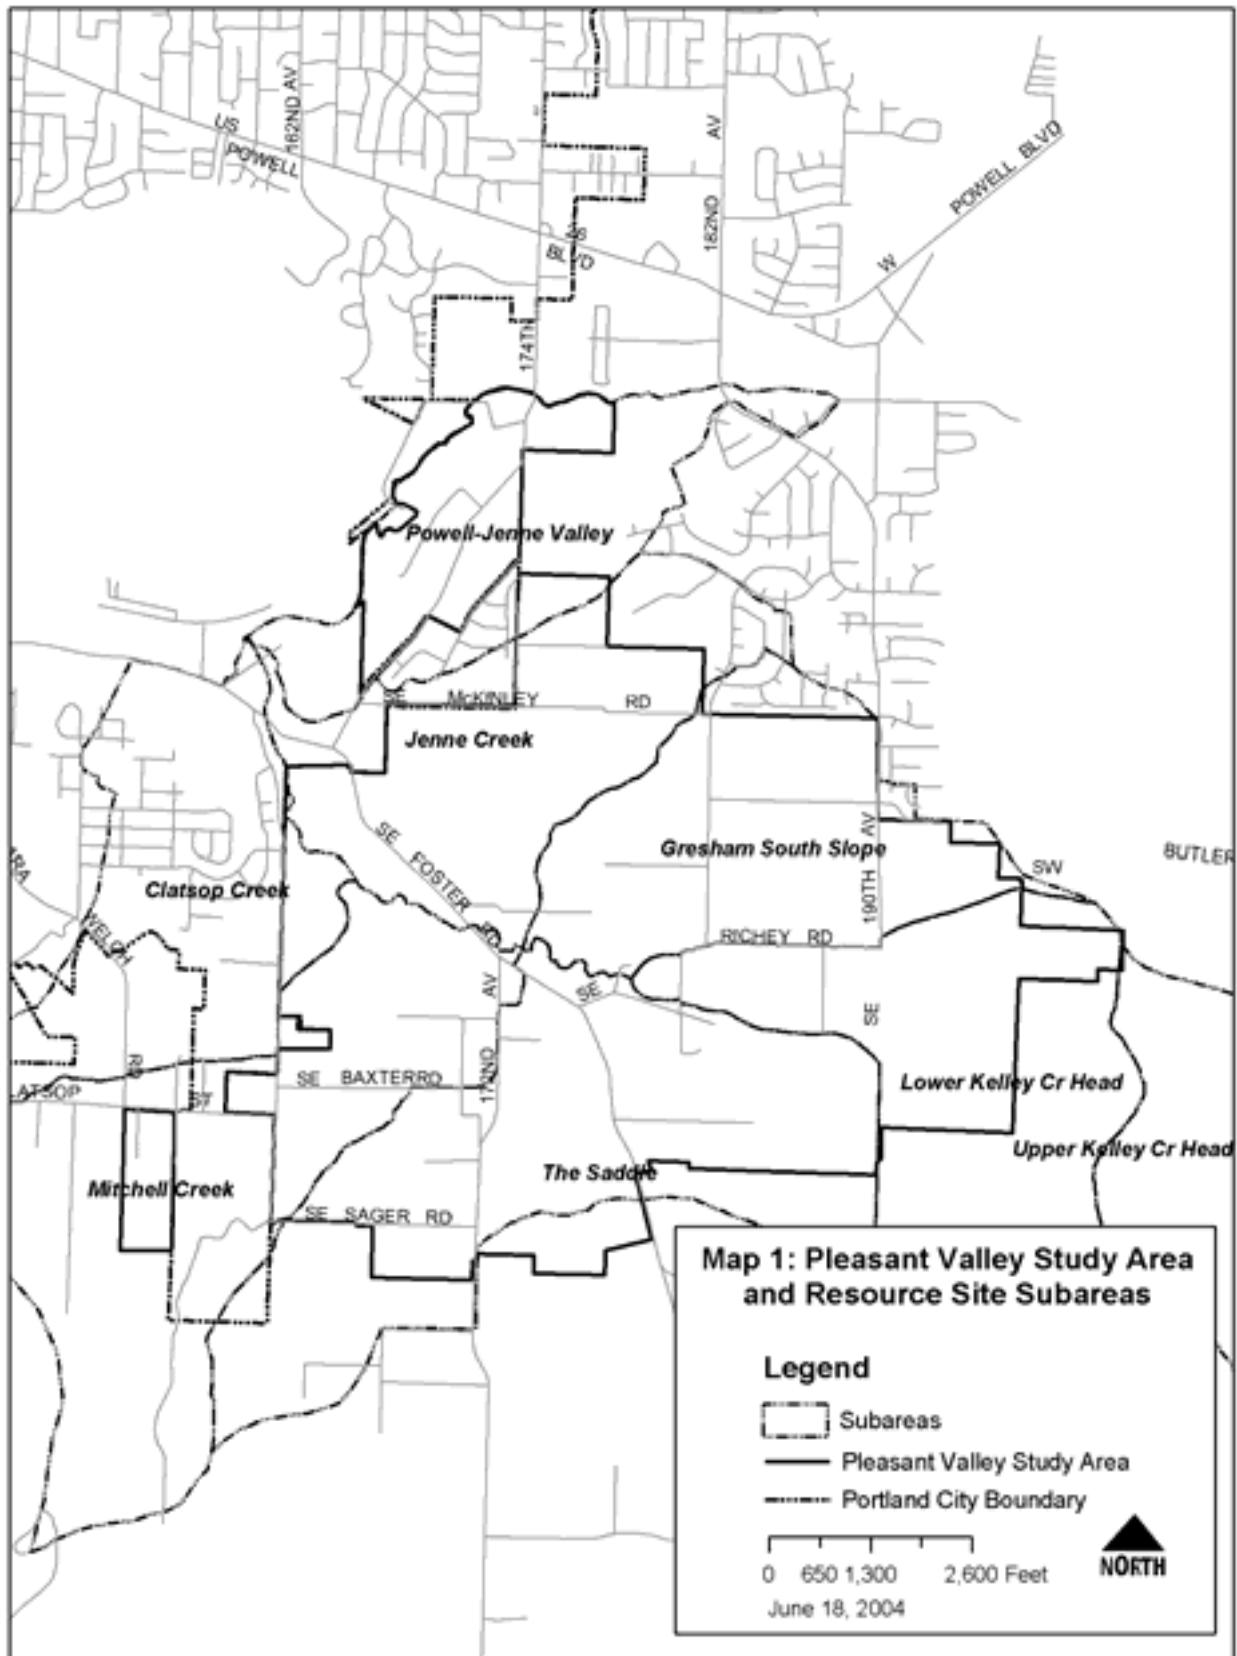 162ND AV
US
POWELL
BLVD
174TH
182ND
AV
W
POWELL BLVD
Powell-Jenne Valley
SE McKINLEY RD
Jenne Creek
SE FOSTER RD
Gresham South Slope
190TH AV
SE
SW
BUTLER
Clatsop Creek
WELCH
RD
RICHEY RD
SE
AV
172ND
SE BAXTER RD
ATSOP
Lower Kelley Cr Head
Upper Kelley Cr Head
The Saddle
Mitchell Creek
SE SAGER RD
Map 1: Pleasant Valley Study Area
and Resource Site Subareas
Legend
Subareas
Pleasant Valley Study Area
Portland City Boundary
0 650 1,300 2,600 Feet
June 18, 2004
NORTH